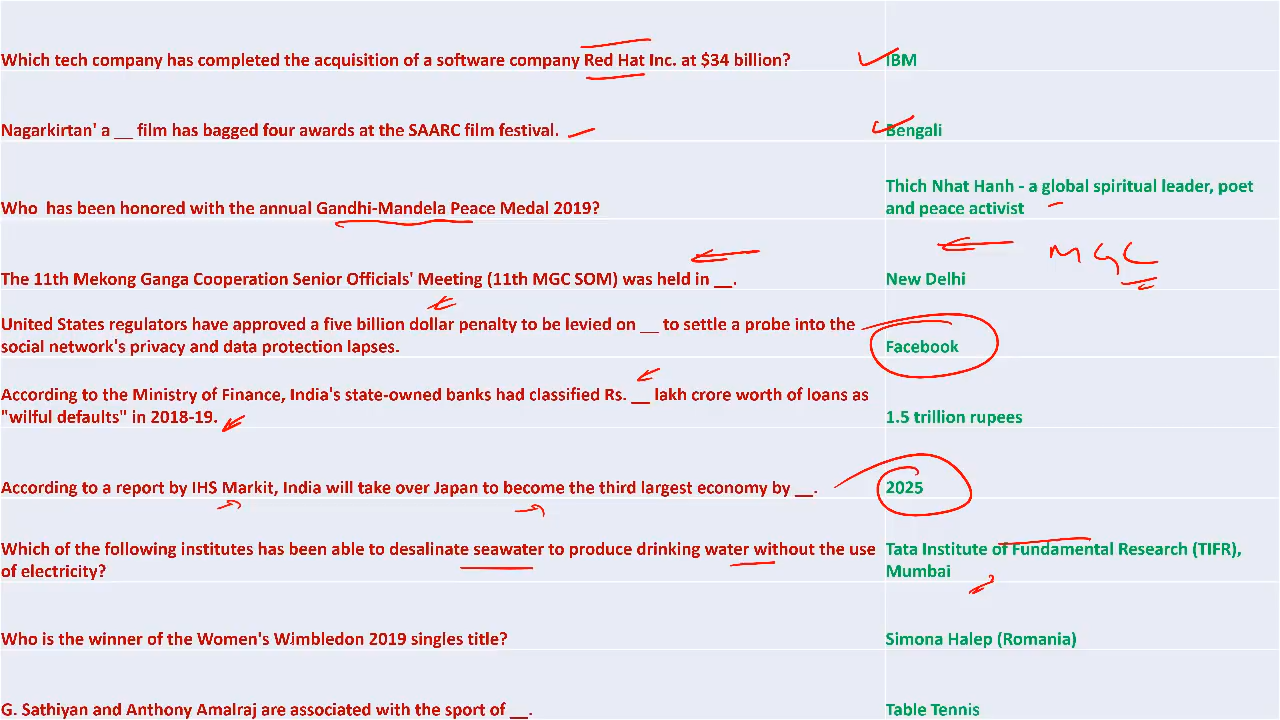 Which tech company has completed the acquisition of a software company Red Hat Inc. at $34 billion?
IBM
Nagarkirtan' a __ film has bagged four awards at the SAARC film festival.
Bengali
Who  has been honored with the annual Gandhi-Mandela Peace Medal 2019?
Thich Nhat Hanh - a global spiritual leader, poet
and peace activist
The 11th Mekong Ganga Cooperation Senior Officials' Meeting (11th MGC SOM) was held in __.
New Delhi
MGC
United States regulators have approved a five billion dollar penalty to be levied on __ to settle a probe into the
social network's privacy and data protection lapses.
Facebook
According to the Ministry of Finance, India's state-owned banks had classified Rs. __ lakh crore worth of loans as
"wilful defaults" in 2018-19.
1.5 trillion rupees
According to a report by IHS Markit, India will take over Japan to become the third largest economy by __.
2025
Which of the following institutes has been able to desalinate seawater to produce drinking water without the use
of electricity?
Tata Institute of Fundamental Research (TIFR),
Mumbai
Who is the winner of the Women's Wimbledon 2019 singles title?
Simona Halep (Romania)
G. Sathiyan and Anthony Amalraj are associated with the sport of __.
Table Tennis